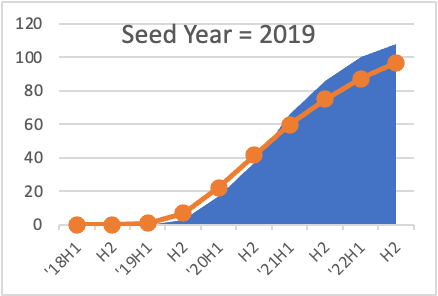 Seed Year = 2019
120
100
80
60
40
20
0
'18H1
H2
'19H1
H2
'20H1
H2
'21H1
H2
'22H1
H2